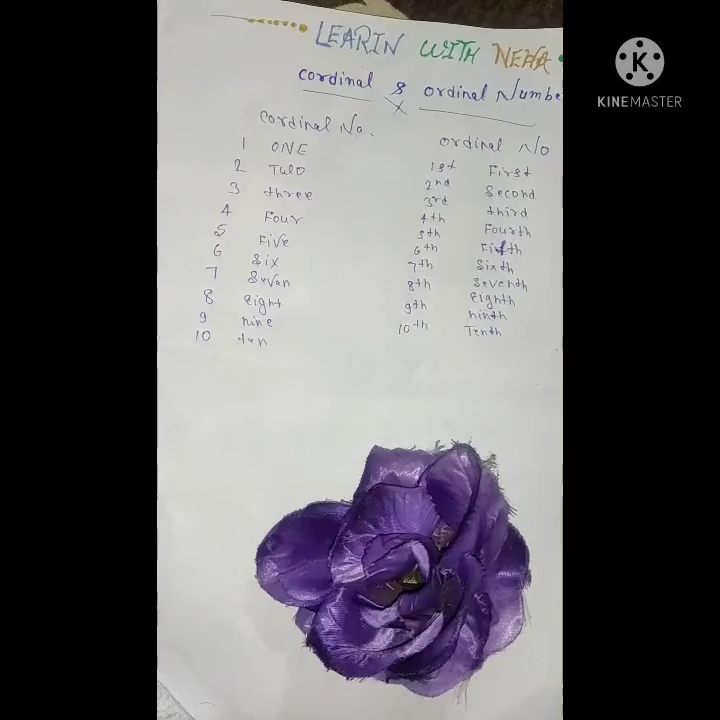 LEARIN WITH NEHA
KINEMASTER
Cordinal & Ordinal Numbe
Cordinal No.
Ordinal No
1 ONE
2 TWO
3 three
4 Four
5 Five
6 Six
7 Sevan
8 Eight
9 nine
10 ten
1st First
2nd Second
3rd third
4th Fourth
5th Fifth
6th Sixth
7th Seventh
8th Eighth
9th ninth
10th Tenth